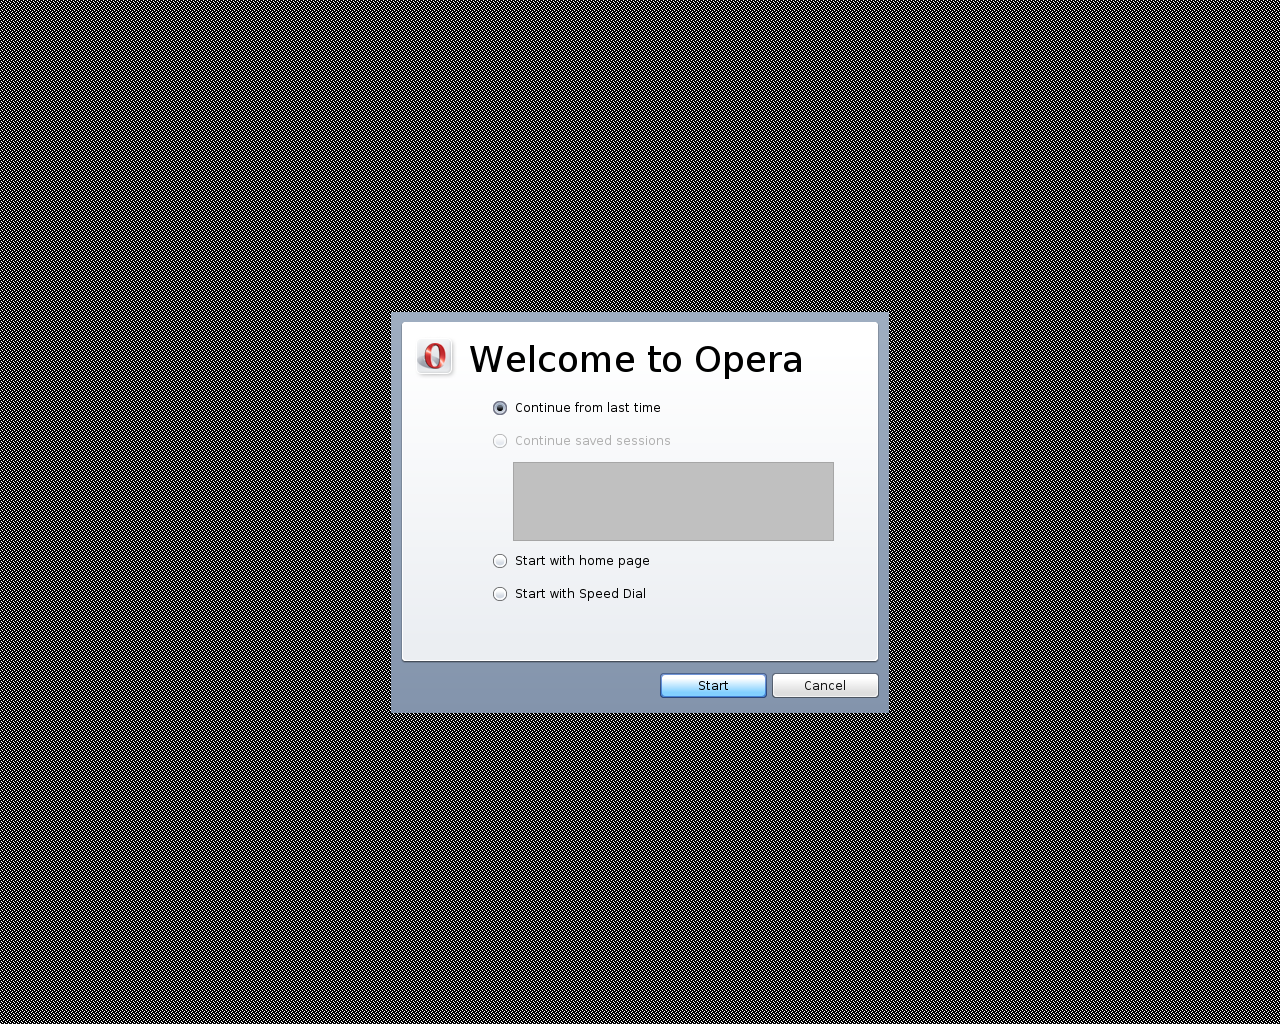 Welcome to Opera
Continue from last time
Continue saved sessions
Start with home page
Start with Speed Dial
Start
Cancel